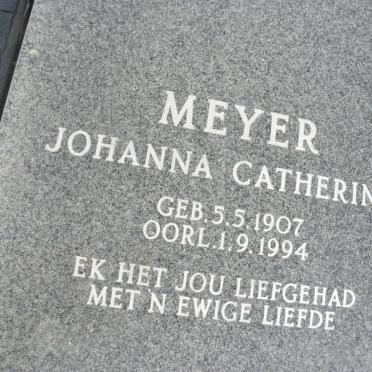 MEYER
JOHANNA CATHERIN
GEB.5.5.1907
OORL.1.9.1994
EK HET JOU LIEFGEHAD
MET 'N EWIGE LIEFDE